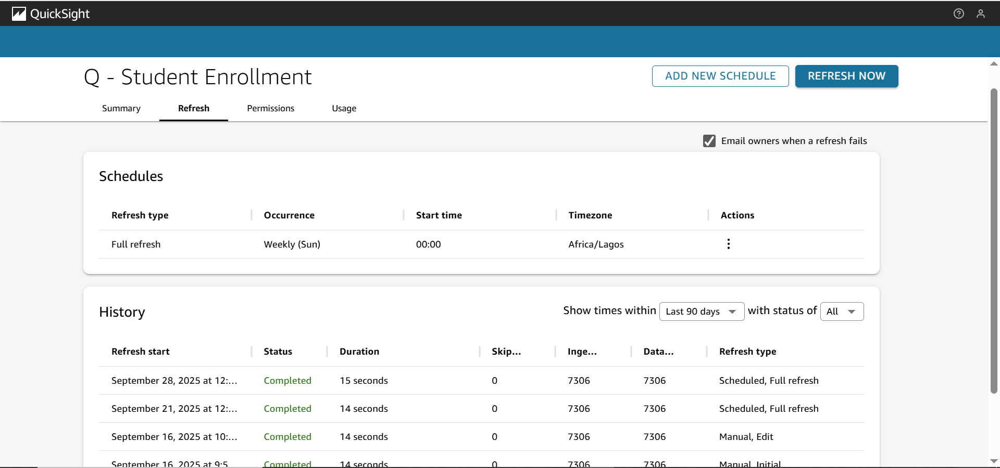 QuickSight
Q - Student Enrollment
ADD NEW SCHEDULE
REFRESH NOW
Summary Refresh Permissions Usage
Email owners when a refresh fails
Schedules
Refresh type Occurrence Start time Timezone Actions
Full refresh Weekly (Sun) 00:00 Africa/Lagos
History
Show times within Last 90 days with status of All
Refresh start Status Duration Skip... Inge... Data... Refresh type
September 28, 2025 at 12:... Completed 15 seconds 0 7306 7306 Scheduled, Full refresh
September 21, 2025 at 12:... Completed 14 seconds 0 7306 7306 Scheduled, Full refresh
September 16, 2025 at 10:... Completed 14 seconds 0 7306 7306 Manual, Edit
September 16, 2025 at 9:5 Completed 14 seconds 0 7306 7306 Manual, Initial